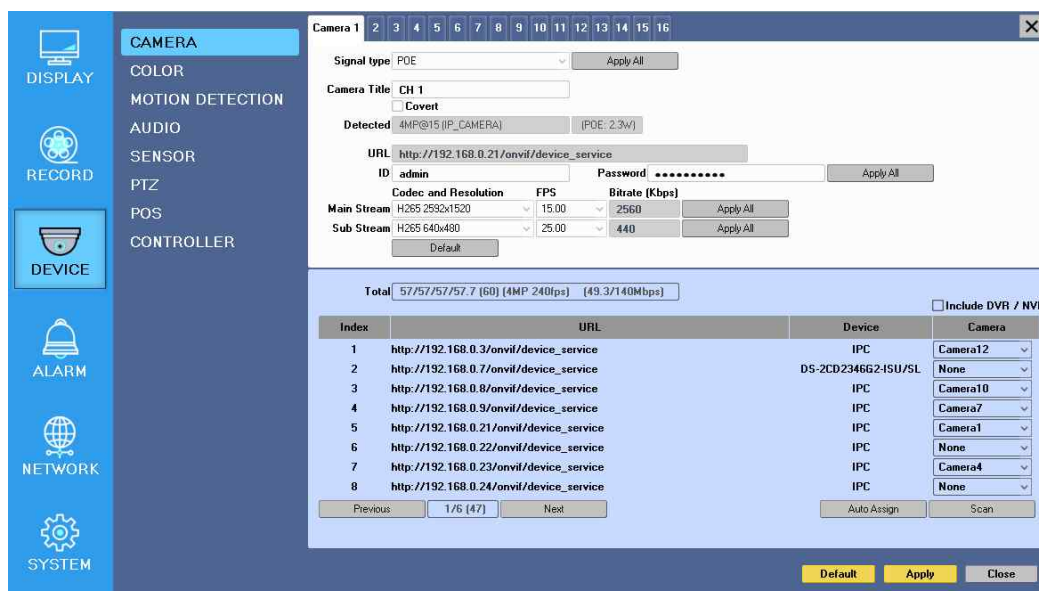 DISPLAY
RECORD
DEVICE
ALARM
NETWORK
SYSTEM
CAMERA
COLOR
MOTION DETECTION
AUDIO
SENSOR
PTZ
POS
CONTROLLER
Camera 1 2 3 4 5 6 7 8 9 10 11 12 13 14 15 16
Signal type POE Apply All
Camera Title CH 1
Covert
Detected 4MP@15 (IP_CAMERA) (POE: 2.3W)
URL http://192.168.0.21/onvif/device_service
ID admin Password ●●●●●●●●●● Apply All
Codec and Resolution FPS Bitrate (Kbps)
Main Stream H265 2592x1520 15.00 2560 Apply All
Sub Stream H265 640x480 25.00 440 Apply All
Default
Total 57/57/57/57.7 (60) (4MP 240fps) (49.3/140Mbps)
Include DVR / NVR
Index URL Device Camera
1 http://192.168.0.3/onvif/device_service IPC Camera12
2 http://192.168.0.7/onvif/device_service DS-2CD2346G2-ISU/SL None
3 http://192.168.0.8/onvif/device_service IPC Camera10
4 http://192.168.0.9/onvif/device_service IPC Camera7
5 http://192.168.0.21/onvif/device_service IPC Camera1
6 http://192.168.0.22/onvif/device_service IPC None
7 http://192.168.0.23/onvif/device_service IPC Camera4
8 http://192.168.0.24/onvif/device_service IPC None
Previous 1/6 (47) Next Auto Assign Scan
Default Apply Close